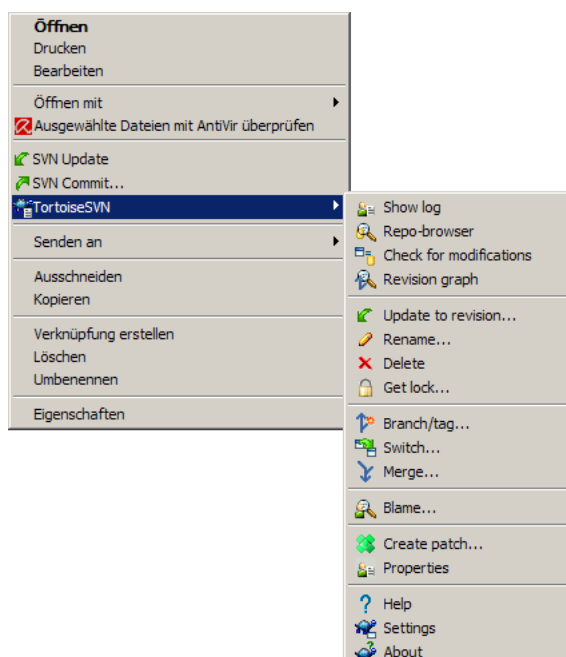 Öffnen
Drucken
Bearbeiten
Öffnen mit
Ausgewählte Dateien mit AntiVir überprüfen
SVN Update
SVN Commit...
TortoiseSVN
Senden an
Ausschneiden
Kopieren
Verknüpfung erstellen
Löschen
Umbenennen
Eigenschaften
Show log
Repo-browser
Check for modifications
Revision graph
Update to revision...
Rename...
Delete
Get lock...
Branch/tag...
Switch...
Merge...
Blame...
Create patch...
Properties
Help
Settings
About